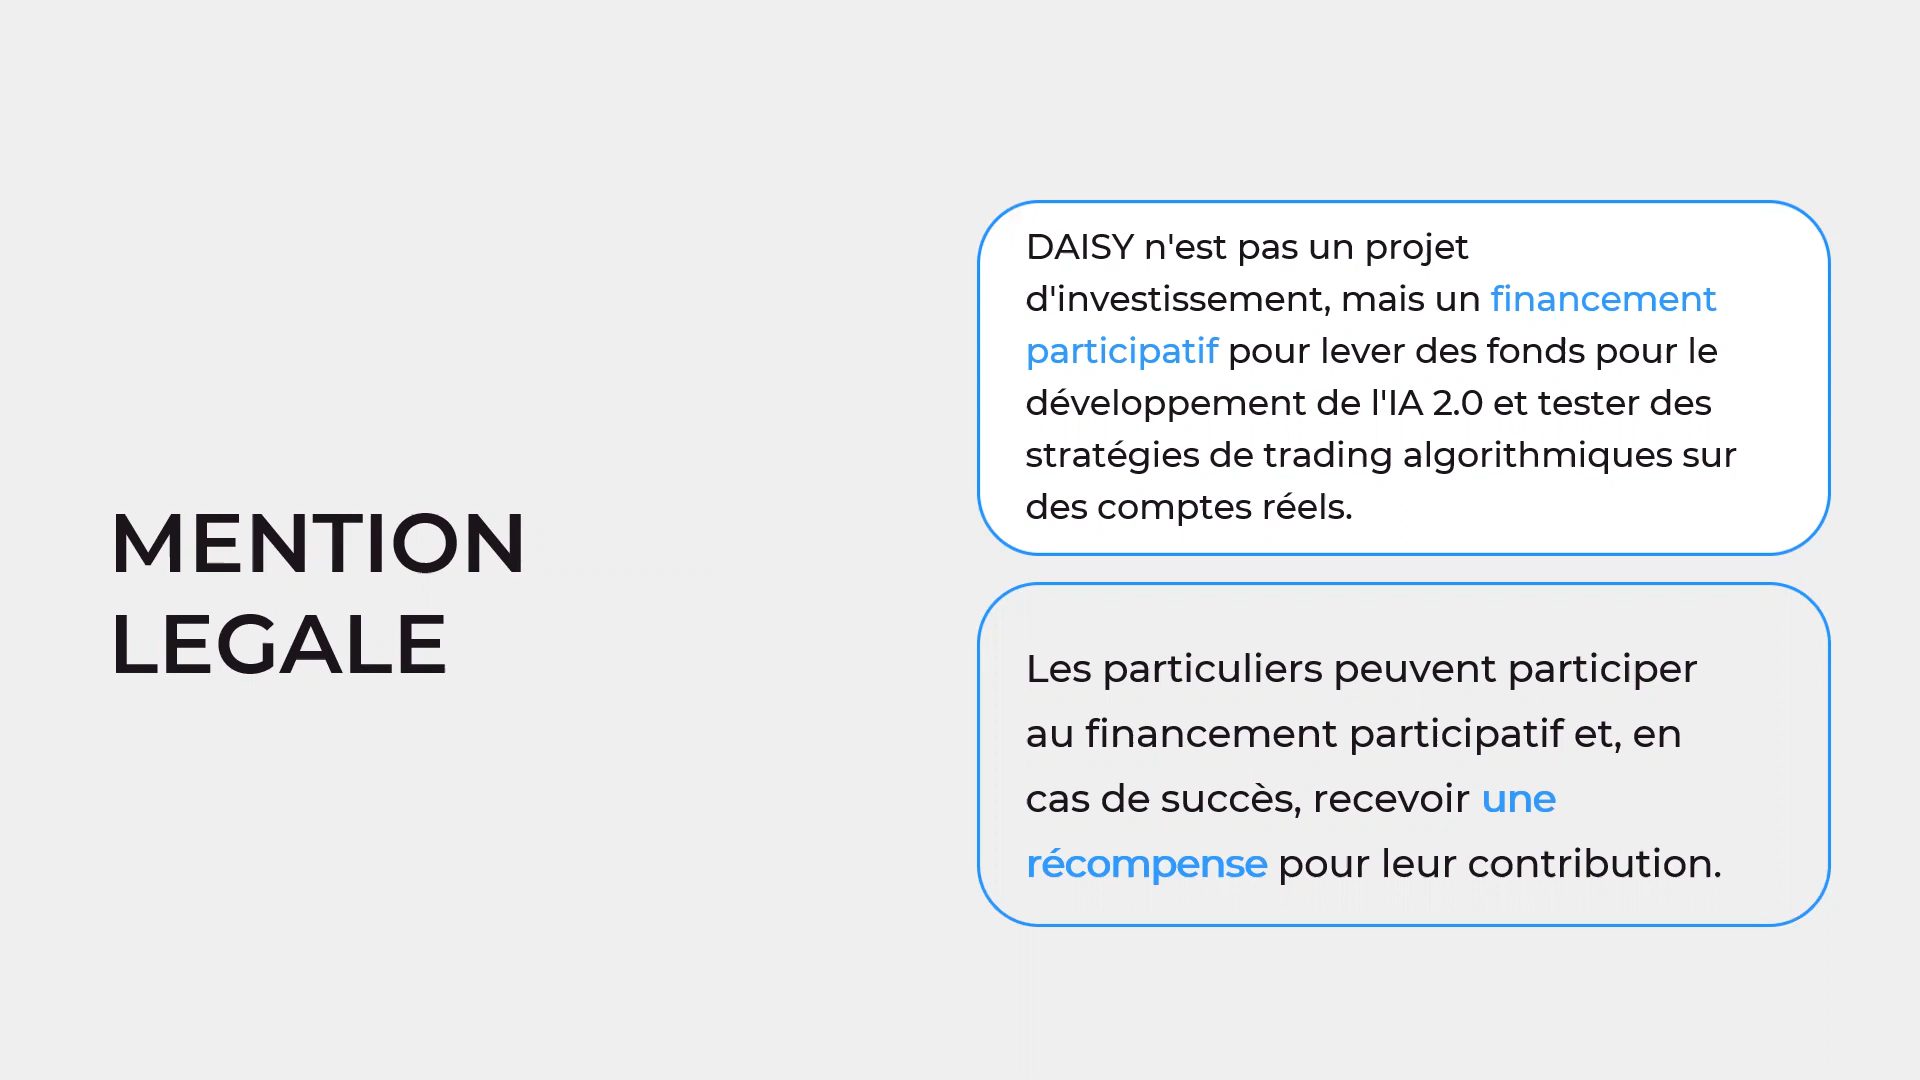 MENTION
LEGALE
DAISY n'est pas un projet
d'investissement, mais un financement
participatif pour lever des fonds pour le
développement de l'IA 2.0 et tester des
stratégies de trading algorithmiques sur
des comptes réels.
Les particuliers peuvent participer
au financement participatif et, en
cas de succès, recevoir une
récompense pour leur contribution.